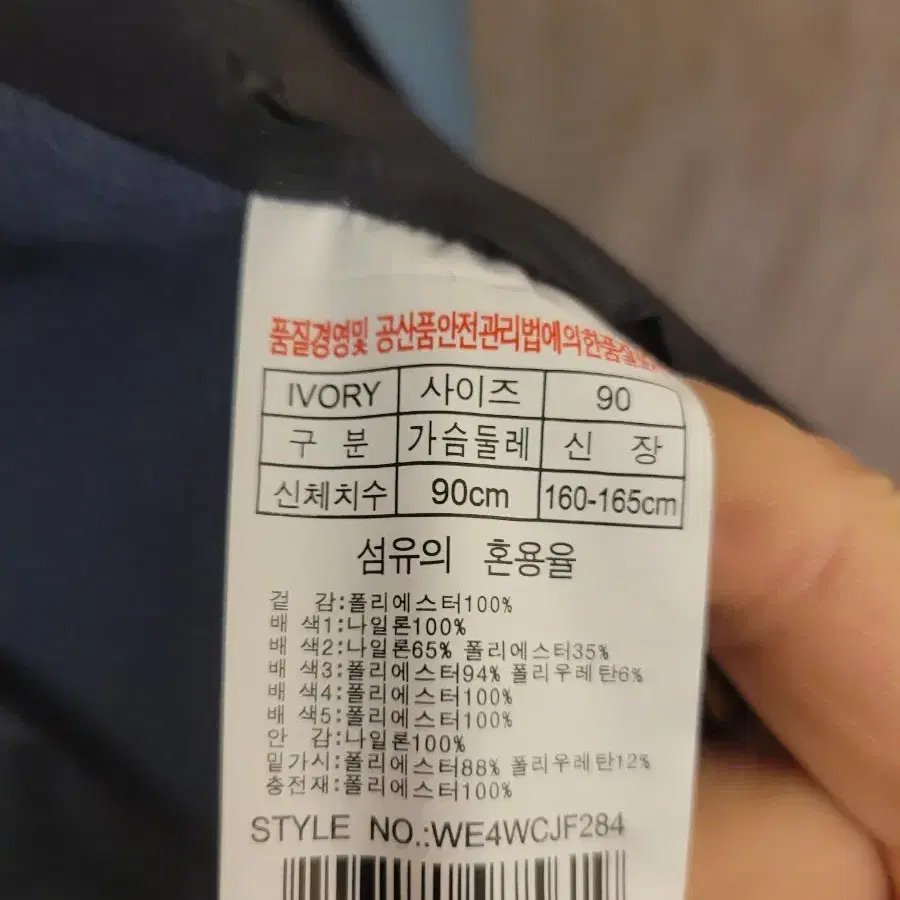 품질경영및 공산품안전관리법에의한품질
IVORY 사이즈 90
구 분 가슴둘레 신 장
신체치수 90cm 160-165cm
섬유의 혼용율
겉 감:폴리에스터100%
배 색1:나일론100%
배 색2:나일론65% 폴리에스터35%
배 색3:폴리에스터94% 폴리우레탄6%
배 색4:폴리에스터100%
배 색5:폴리에스터100%
안 감:나일론100%
밑가시:폴리에스터88% 폴리우레탄12%
충전재:폴리에스터100%
STYLE NO.:WE4WCJF284